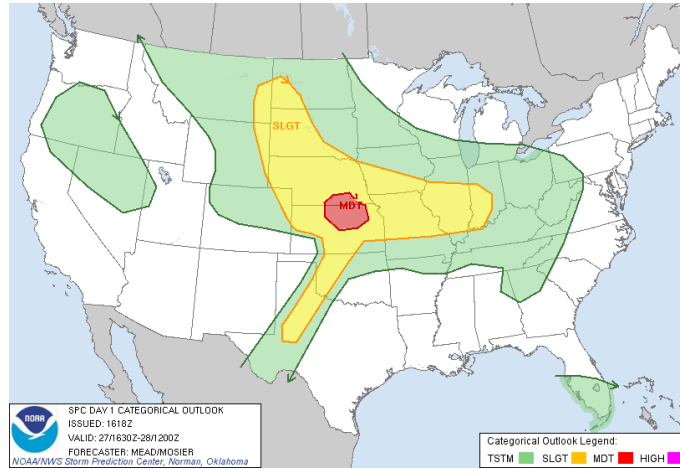 SLGT
MDT
NOAA
SPC DAY 1 CATEGORICAL OUTLOOK
ISSUED: 1618Z
VALID: 27/1630Z-28/1200Z
FORECASTER: MEAD/MOSIER
NOAA/NWS Storm Prediction Center, Norman, Oklahoma
Categorical Outlook Legend:
TSTM SLGT MDT HIGH